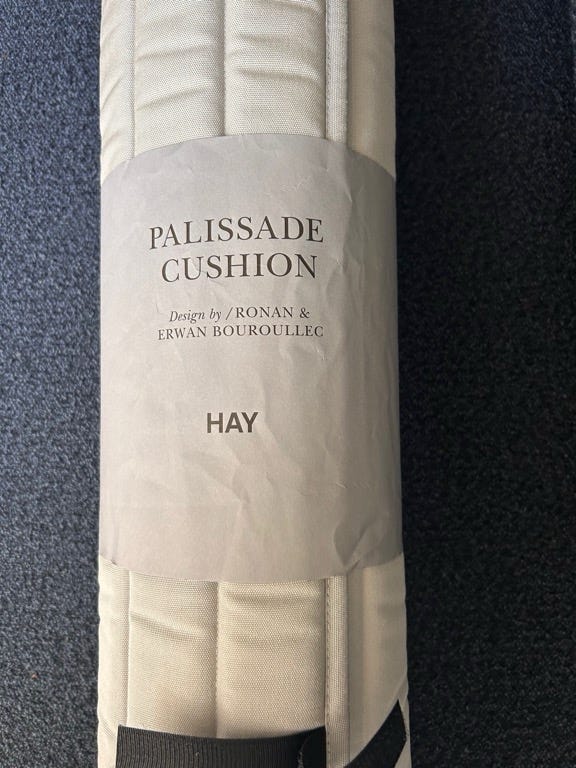 PALISSADE
CUSHION
Design by / RONAN &
ERWAN BOUROULLEC
HAY